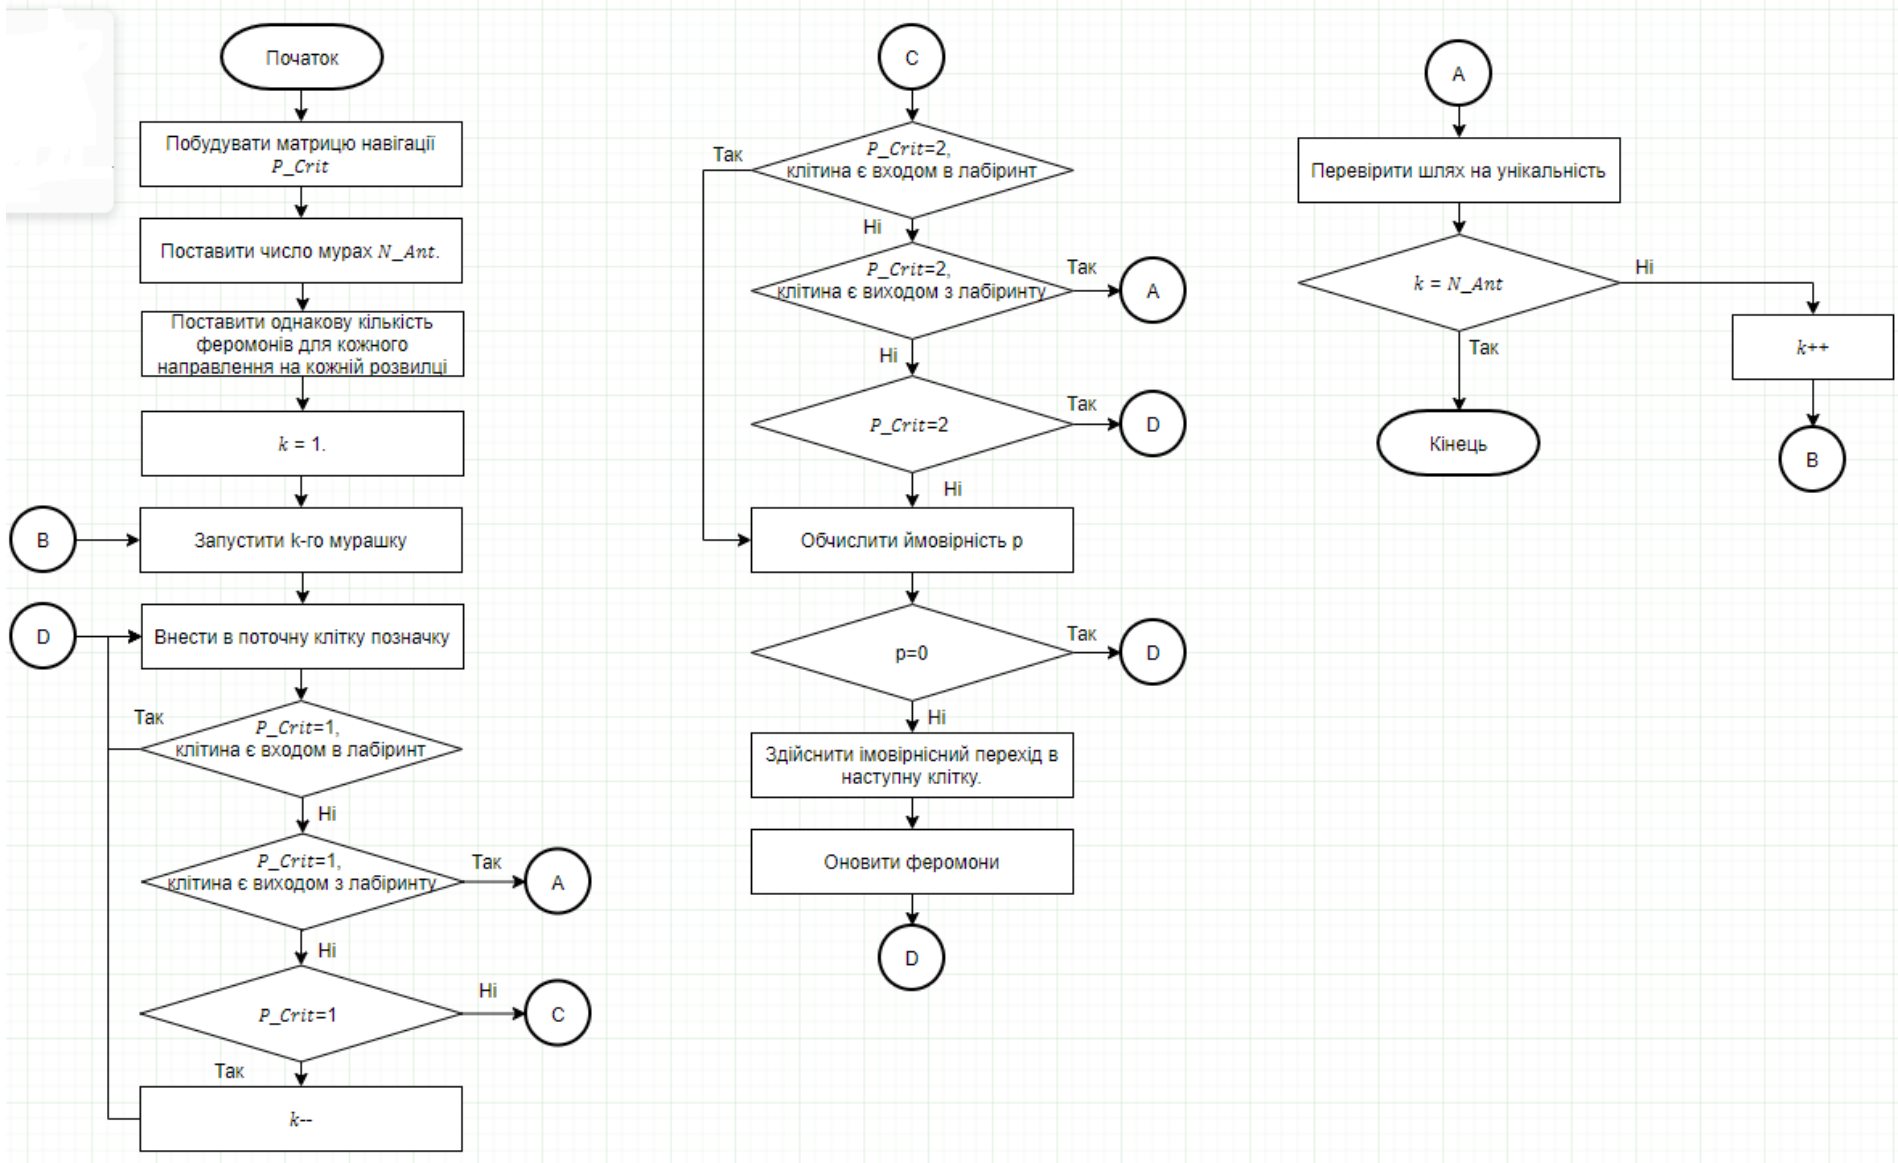 Початок
Побудувати матрицю навігації
P_Crit
Поставити число мурах N_Ant.
Поставити однакову кількість
феромонів для кожного
направлення на кожній розвилці
k = 1.
B
Запустити k-го мурашку
D
Внести в поточну клітку позначку
Так
P_Crit=1,
клітина є входом в лабіринт
Ні
P_Crit=1,
клітина є виходом з лабіринту
Так
A
Ні
P_Crit=1
Ні
C
Так
k--
C
Так
P_Crit=2,
клітина є входом в лабіринт
Ні
P_Crit=2,
клітина є виходом з лабіринту
Так
A
Ні
P_Crit=2
Так
D
Ні
Обчислити ймовірність p
p=0
Так
D
Ні
Здійснити імовірнісний перехід в
наступну клітку.
Оновити феромони
D
A
Перевірити шлях на унікальність
k = N_Ant
Ні
k++
Так
Кінець
B